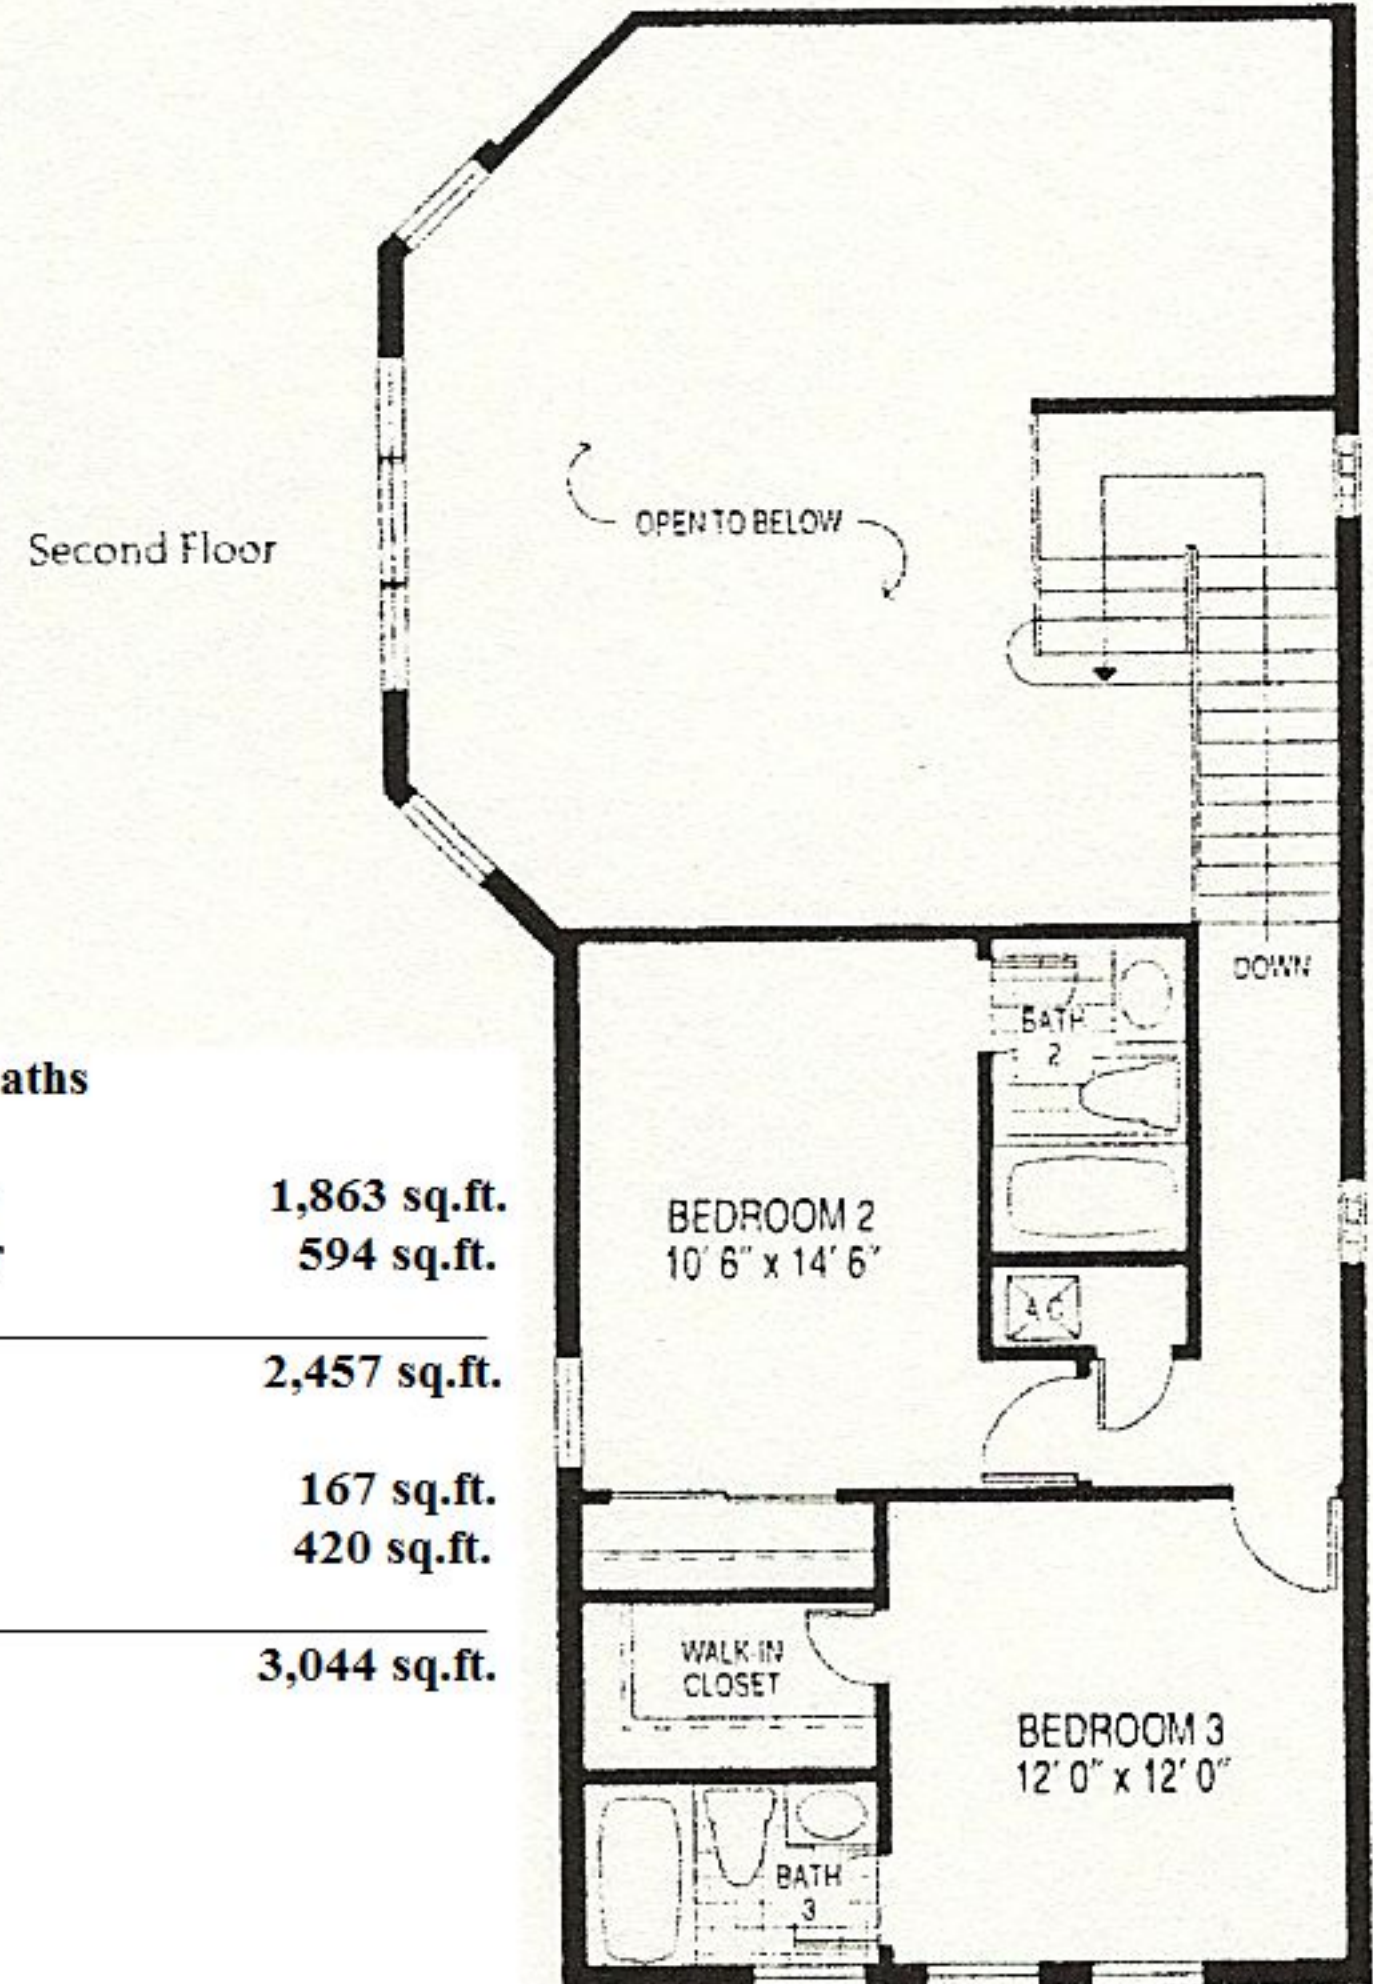 OPEN TO BELOW
Second Floor
DOWN
BATH
2
aths
1,863 sq.ft.
594 sq.ft.
2,457 sq.ft.
167 sq.ft.
420 sq.ft.
3,044 sq.ft.
BEDROOM 2
10' 6" x 14' 6"
A/C
WALK-IN
CLOSET
BEDROOM 3
12' 0" x 12' 0"
BATH
3